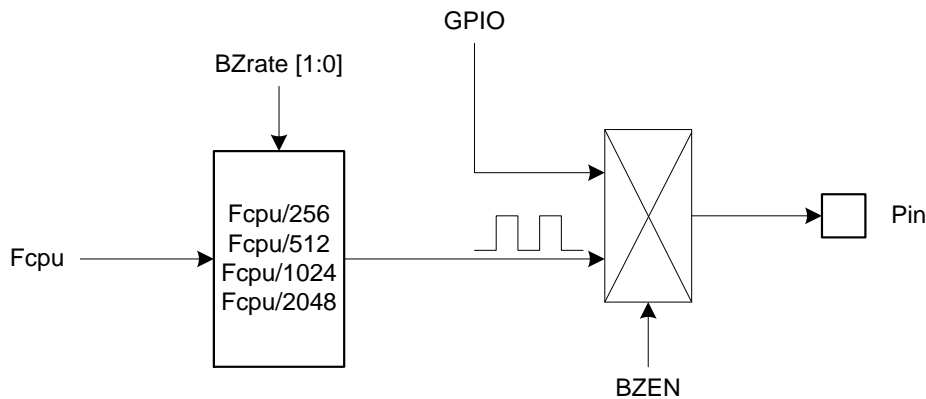 GPIO
BZrate [1:0]
Fcpu/256
Fcpu/512
Fcpu/1024
Fcpu/2048
Fcpu
Pin
BZEN